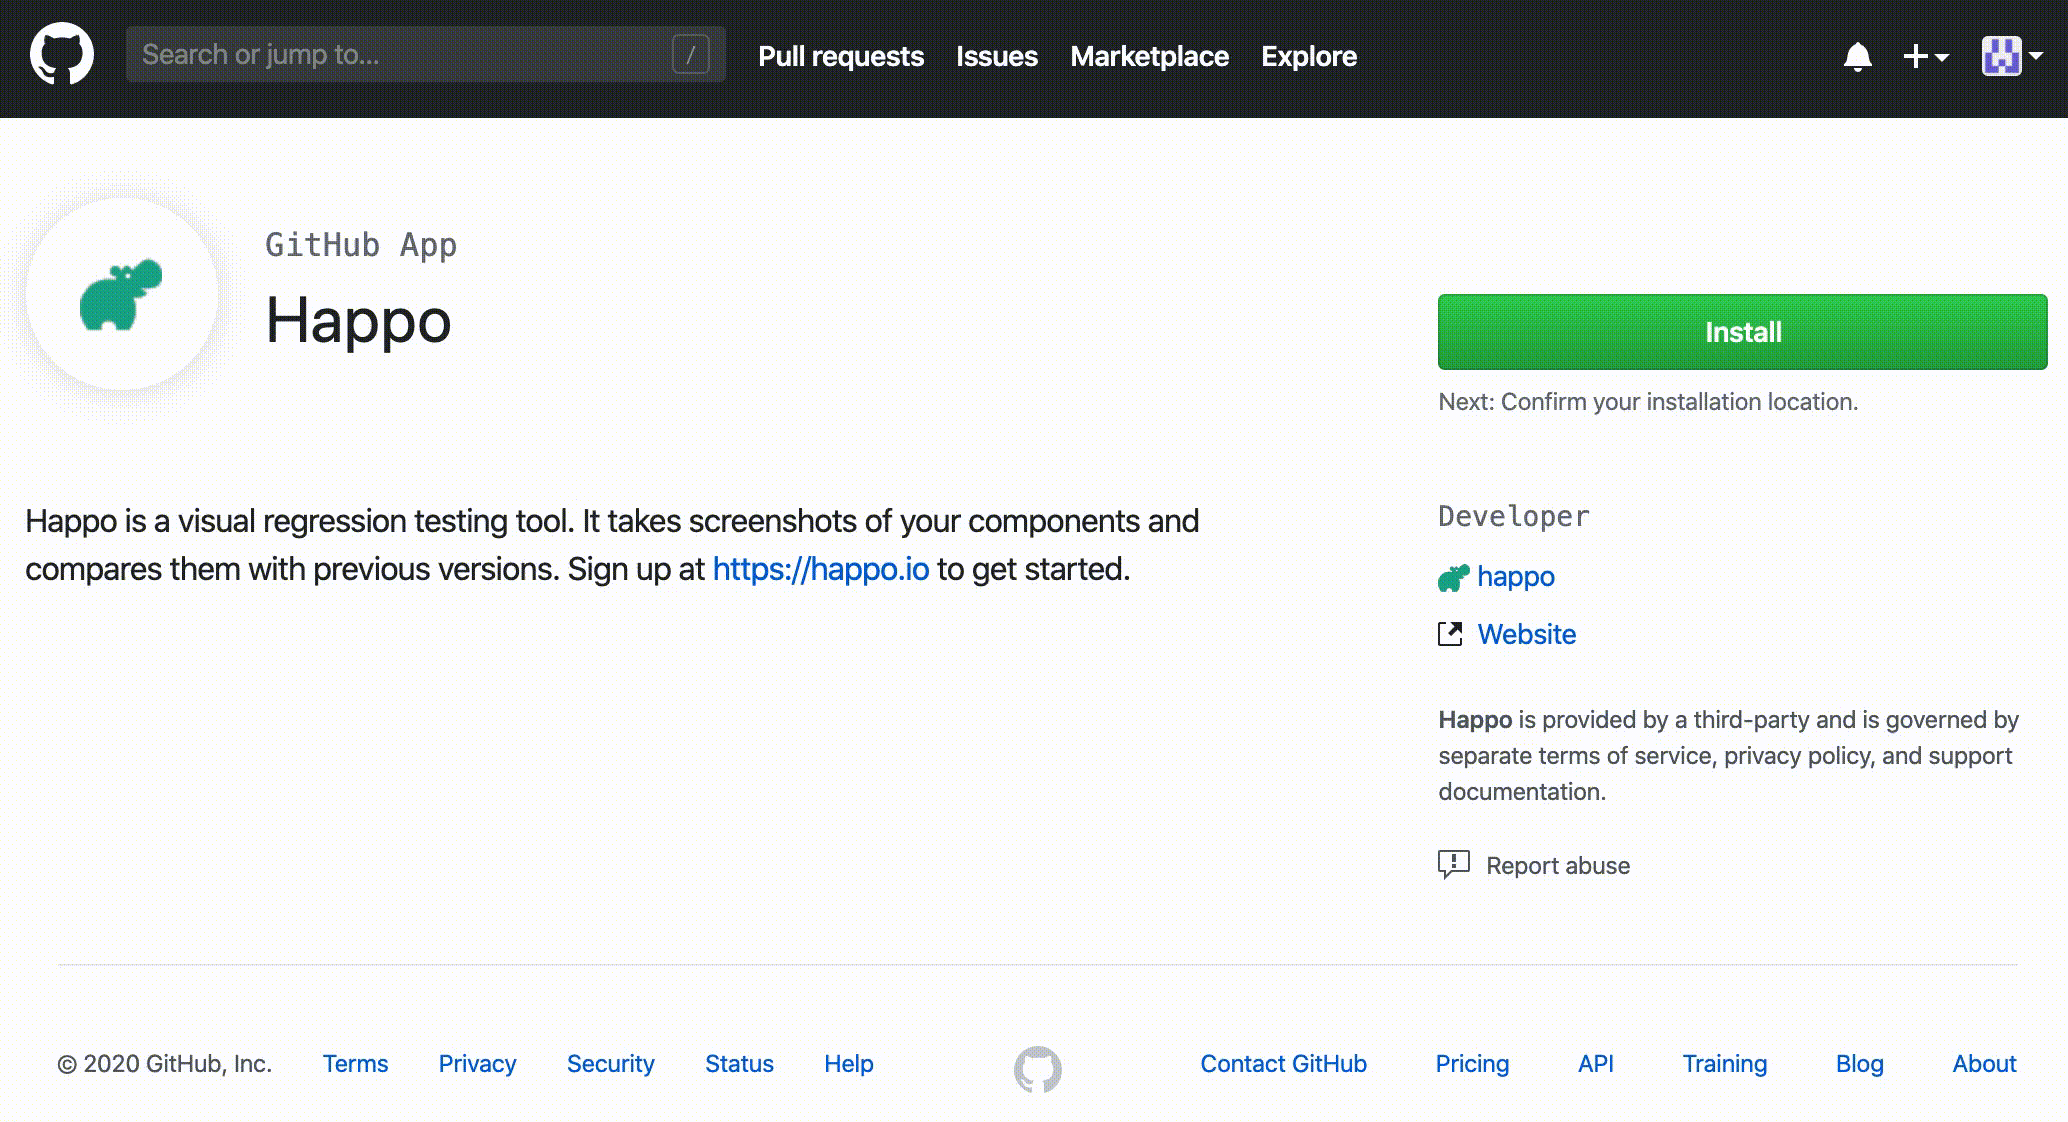 Search or jump to... /
Pull requests Issues Marketplace Explore
GitHub App
Happo
Install
Next: Confirm your installation location.
Happo is a visual regression testing tool. It takes screenshots of your components and
compares them with previous versions. Sign up at https://happo.io to get started.
Developer
happo
Website
Happo is provided by a third-party and is governed by
separate terms of service, privacy policy, and support
documentation.
Report abuse
© 2020 GitHub, Inc. Terms Privacy Security Status Help Contact GitHub Pricing API Training Blog About